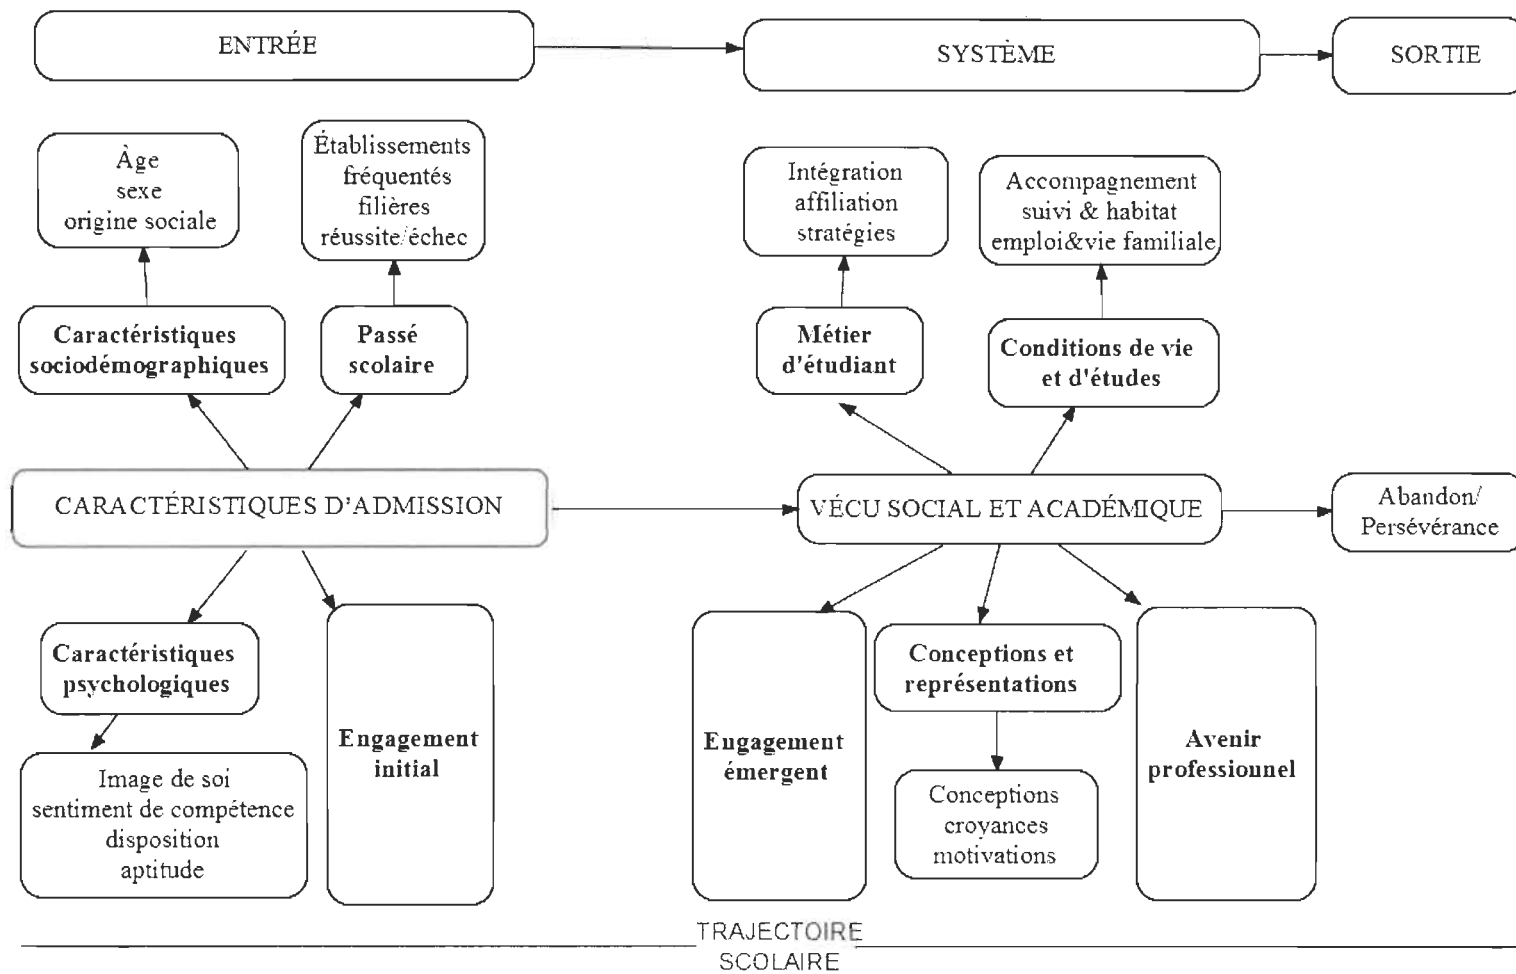 ENTRÉE
SYSTÈME
SORTIE
Âge
sexe
origine sociale
Établissements
fréquentés
filières
réussite/échec
Intégration
affiliation
stratégies
Accompagnement
suivi & habitat
emploi&vie familiale
Caractéristiques
sociodémographiques
Passé
scolaire
Métier
d'étudiant
Conditions de vie
et d'études
CARACTÉRISTIQUES D'ADMISSION
VÉCU SOCIAL ET ACADÉMIQUE
Abandon/
Persévérance
Caractéristiques
psychologiques
Engagement
initial
Engagement
émergent
Conceptions et
représentations
Avenir
professionnel
Image de soi
sentiment de compétence
disposition
aptitude
Conceptions
croyances
motivations
TRAJECTOIRE
SCOLAIRE